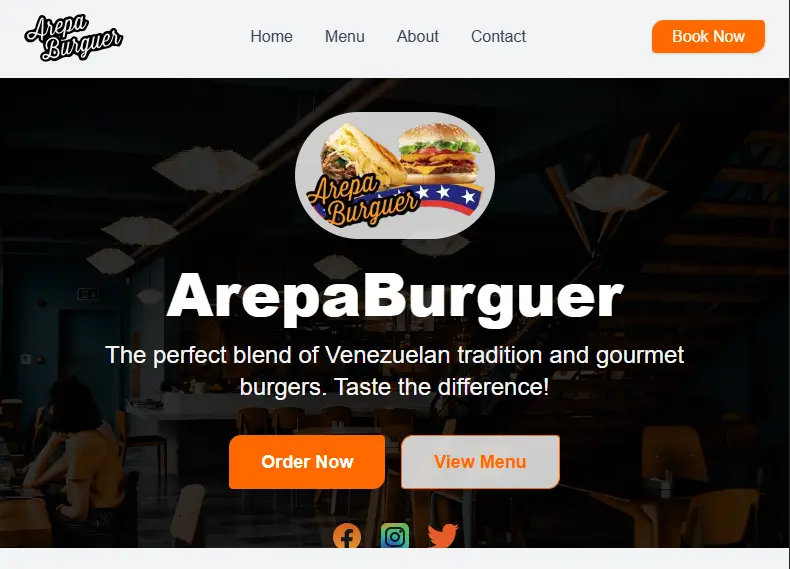 Arepa
Burguer
Home
Menu
About
Contact
Book Now
Arepa
Burguer
ArepaBurguer
The perfect blend of Venezuelan tradition and gourmet
burgers. Taste the difference!
Order Now
View Menu